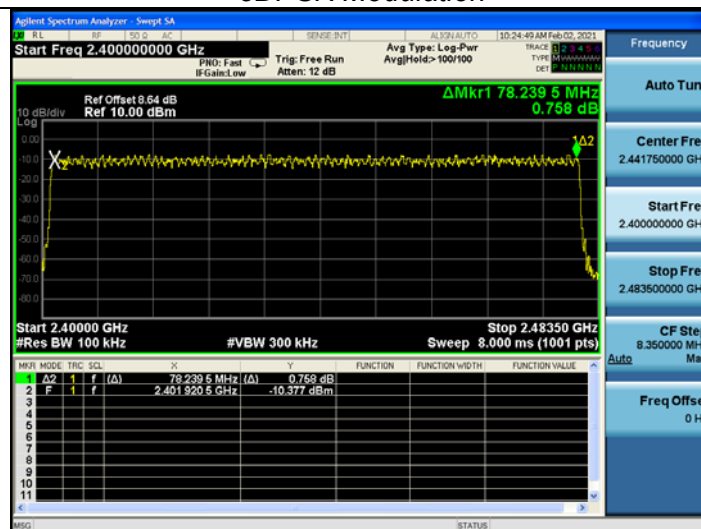 Agilent Spectrum Analyzer - Swept SA
RL RF 50 Ω AC SENSE:INT ALIGNAUTO 10:24:49 AM Feb 02, 2021
Start Freq 2.400000000 GHz
PNO: Fast Trig: Free Run
IFGain:Low Atten: 12 dB
Avg Type: Log-Pwr
Avg|Hold:>100/100
TRACE 1 2 3 4 5 6
TYPE M
DET P N N N N N
Frequency
ΔMkr1 78.239 5 MHz
0.758 dB
Ref Offset 8.64 dB
10 dB/div Ref 10.00 dBm
Log
0.00
-10.0
-20.0
-30.0
-40.0
-50.0
-60.0
-70.0
-80.0
1Δ2
2
Start 2.40000 GHz Stop 2.48350 GHz
#Res BW 100 kHz #VBW 300 kHz Sweep 8.000 ms (1001 pts)
MKR MODE TRC SCL X Y FUNCTION FUNCTION WIDTH FUNCTION VALUE
1 Δ2 1 f (Δ) 78.239 5 MHz (Δ) 0.758 dB
2 F 1 f 2.401 920 5 GHz -10.377 dBm
3
4
5
6
7
8
9
10
11
MSG STATUS
Auto Tun
Center Fre
2.441750000 GH
Start Fre
2.400000000 GH
Stop Fre
2.483500000 GH
CF Ste
8.350000 MH
Auto Ma
Freq Offse
0 H